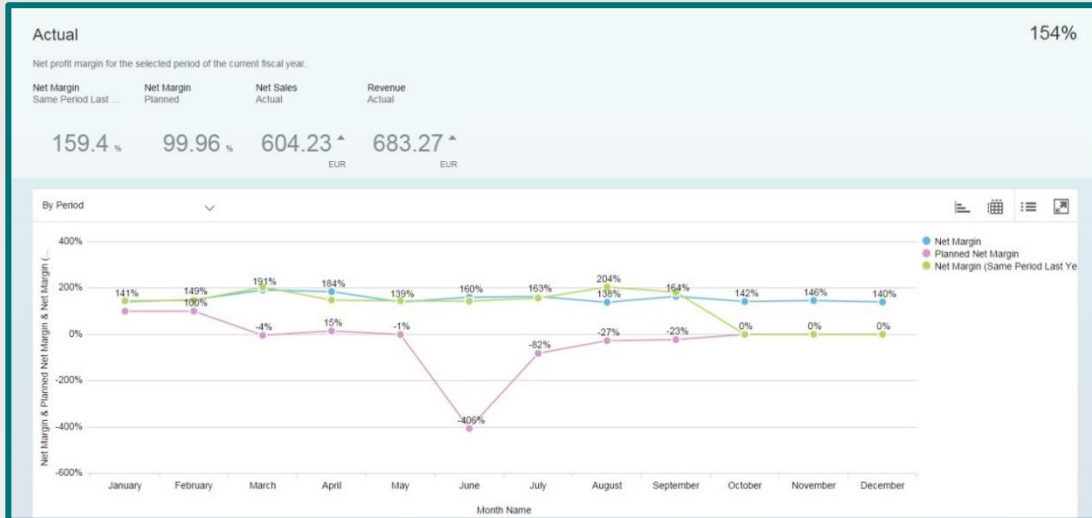 Actual
154%
Net profit margin for the selected period of the current fiscal year.
Net Margin Net Margin Net Sales Revenue
Same Period Last ... Planned Actual Actual
159.4 % 99.96 % 604.23 683.27
EUR EUR
By Period
Net Margin & Planned Net Margin & Net Margin (...
400%
200%
0%
-200%
-400%
-600%
141% 149% 191% 184% 139% 160% 163% 204% 164% 142% 146% 140%
138%
100% -4% 15% -1% -406% -82% -27% -23% 0% 0% 0%
January February March April May June July August September October November December
Month Name
Net Margin
Planned Net Margin
Net Margin (Same Period Last Ye